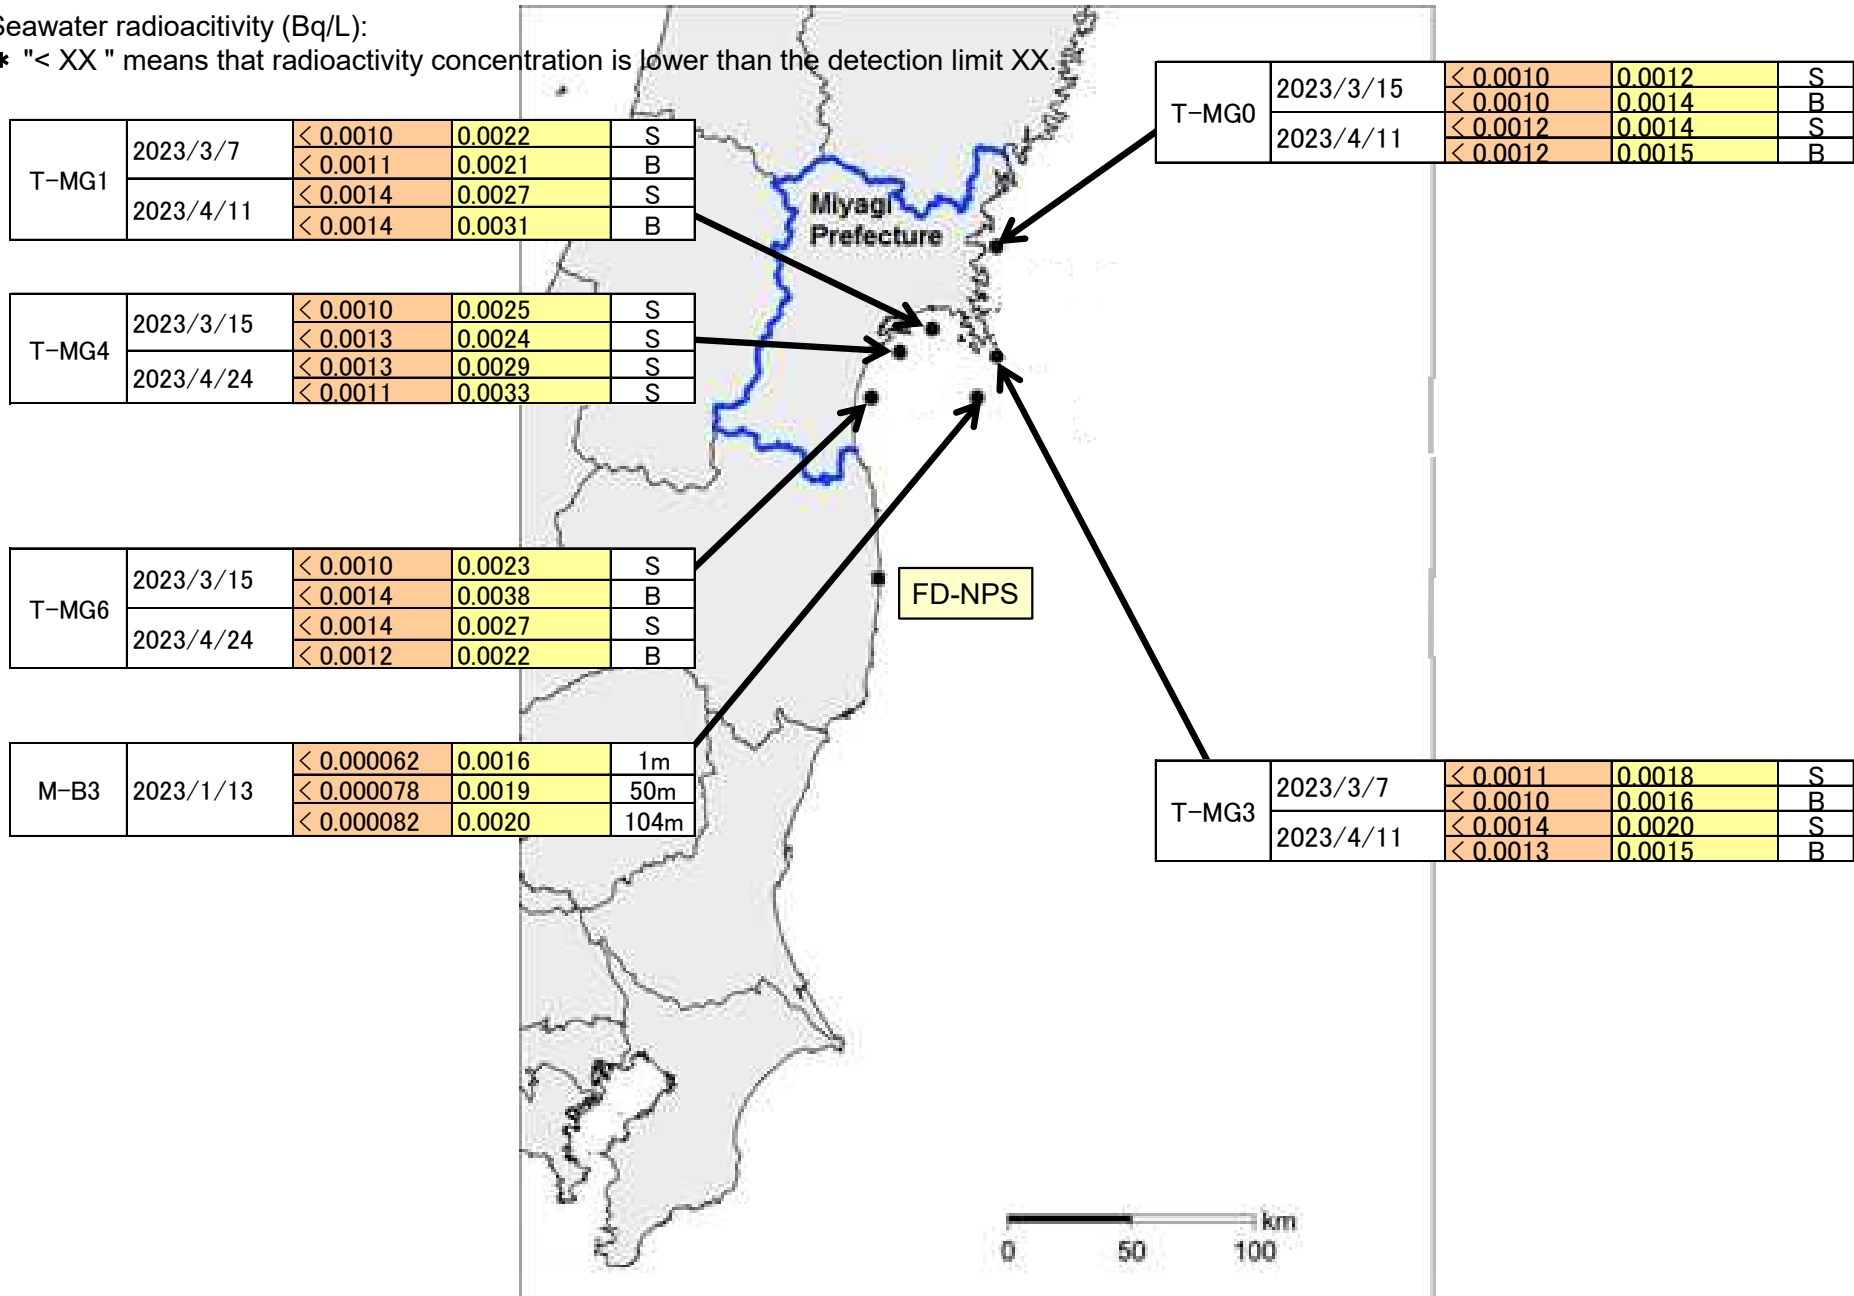 Seawater radioacitivity (Bq/L):
* "< XX " means that radioactivity concentration is lower than the detection limit XX.
T-MG0 2023/3/15 < 0.0010 0.0012 S
< 0.0010 0.0014 B
2023/4/11 < 0.0012 0.0014 S
< 0.0012 0.0015 B
T-MG1 2023/3/7 < 0.0010 0.0022 S
< 0.0011 0.0021 B
2023/4/11 < 0.0014 0.0027 S
< 0.0014 0.0031 B
Miyagi
Prefecture
T-MG4 2023/3/15 < 0.0010 0.0025 S
< 0.0013 0.0024 S
2023/4/24 < 0.0013 0.0029 S
< 0.0011 0.0033 S
T-MG6 2023/3/15 < 0.0010 0.0023 S
< 0.0014 0.0038 B
2023/4/24 < 0.0014 0.0027 S
< 0.0012 0.0022 B
FD-NPS
M-B3 2023/1/13 < 0.000062 0.0016 1m
< 0.000078 0.0019 50m
< 0.000082 0.0020 104m
T-MG3 2023/3/7 < 0.0011 0.0018 S
< 0.0010 0.0016 B
2023/4/11 < 0.0014 0.0020 S
< 0.0013 0.0015 B
km
0 50 100